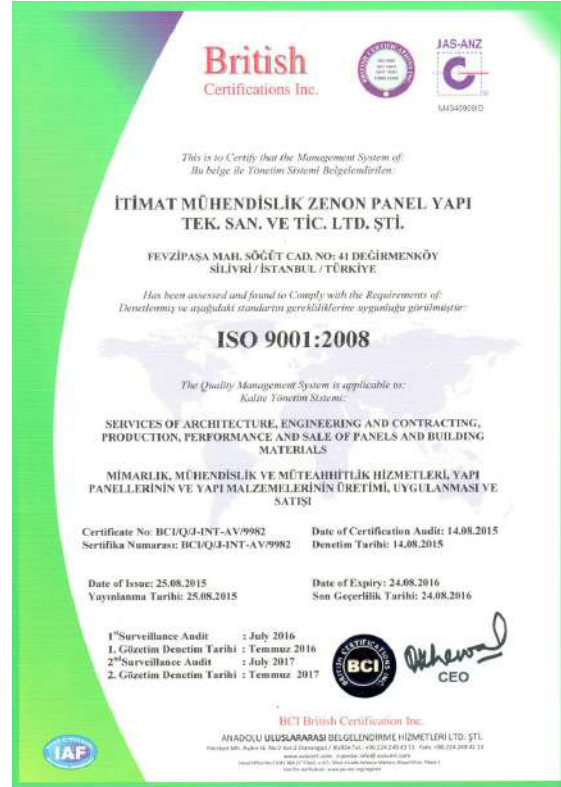 British
Certifications Inc.
JAS-ANZ
M4340909ID
This is to Certify that the Management System of:
Bu belge ile Yönetim Sistemi Belgelendirilen:
İTİMAT MÜHENDİSLİK ZENON PANEL YAPI
TEK. SAN. VE TİC. LTD. ŞTİ.
FEVZİPAŞA MAH. SÖĞÜT CAD. NO: 41 DEĞİRMENKÖY
SİLİVRİ / İSTANBUL / TÜRKİYE
Has been assessed and found to Comply with the Requirements of:
Denetlenmiş ve aşağıdaki standartın gerekliliklerine uygunluğu görülmüştür:
ISO 9001:2008
The Quality Management System is applicable to:
Kalite Yönetim Sistemi:
SERVICES OF ARCHITECTURE, ENGINEERING AND CONTRACTING,
PRODUCTION, PERFORMANCE AND SALE OF PANELS AND BUILDING
MATERIALS
MİMARLIK, MÜHENDİSLİK VE MÜTEAHHİTLİK HİZMETLERİ, YAPI
PANELLERİNİN VE YAPI MALZEMELERİNİN ÜRETİMİ, UYGULANMASI VE
SATIŞI
Certificate No: BCI/Q/J-INT-AV/9982 Date of Certification Audit: 14.08.2015
Sertifika Numarası: BCI/Q/J-INT-AV/9982 Denetim Tarihi: 14.08.2015
Date of Issue: 25.08.2015 Date of Expiry: 24.08.2016
Yayınlanma Tarihi: 25.08.2015 Son Geçerlilik Tarihi: 24.08.2016
1st Surveillance Audit : July 2016
1. Gözetim Denetim Tarihi : Temmuz 2016
2nd Surveillance Audit : July 2017
2. Gözetim Denetim Tarihi : Temmuz 2017
BRITISH CERTIFICATIONS INC.
BCI
CEO
BCI British Certification Inc.
ANADOLU ULUSLARARASI BELGELENDİRME HİZMETLERİ LTD. ŞTİ.
IAF